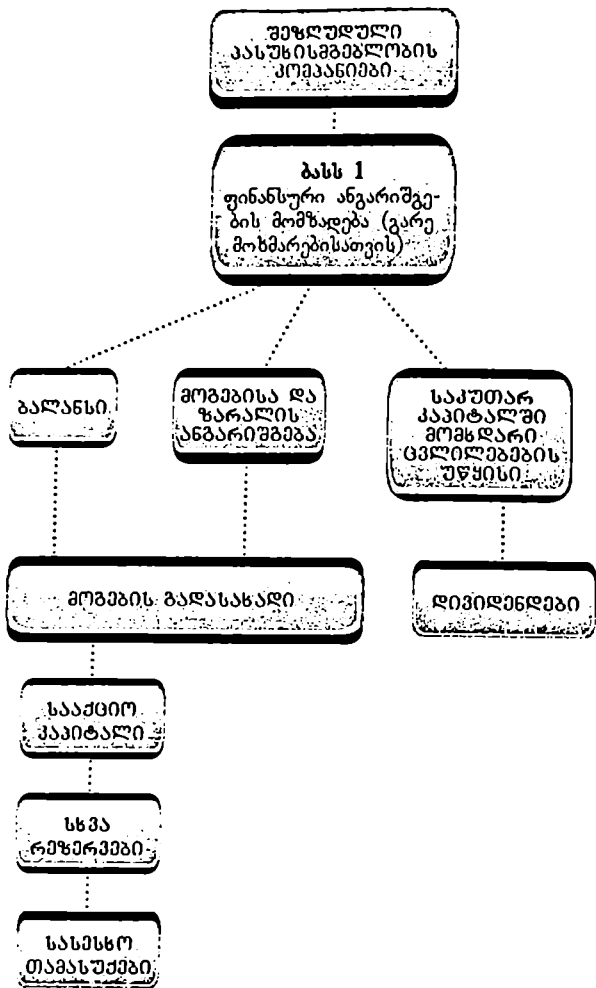 შეზღუდული
პასუხისმგებლობის
კომპანიები
ბასს 1
ფინანსური ანგარიშგე-
ბის მომზადება (გარე
მოხმარებისათვის)
ბალანსი
მოგებისა და
ზარალის
ანგარიშგება
საკუთარ
კაპიტალში
მომხდარი
ცვლილებების
უწყისი
მოგების გადასახადი
დივიდენდები
სააქციო
კაპიტალი
სხვა
რეზერვები
სასესხო
თამასუქები